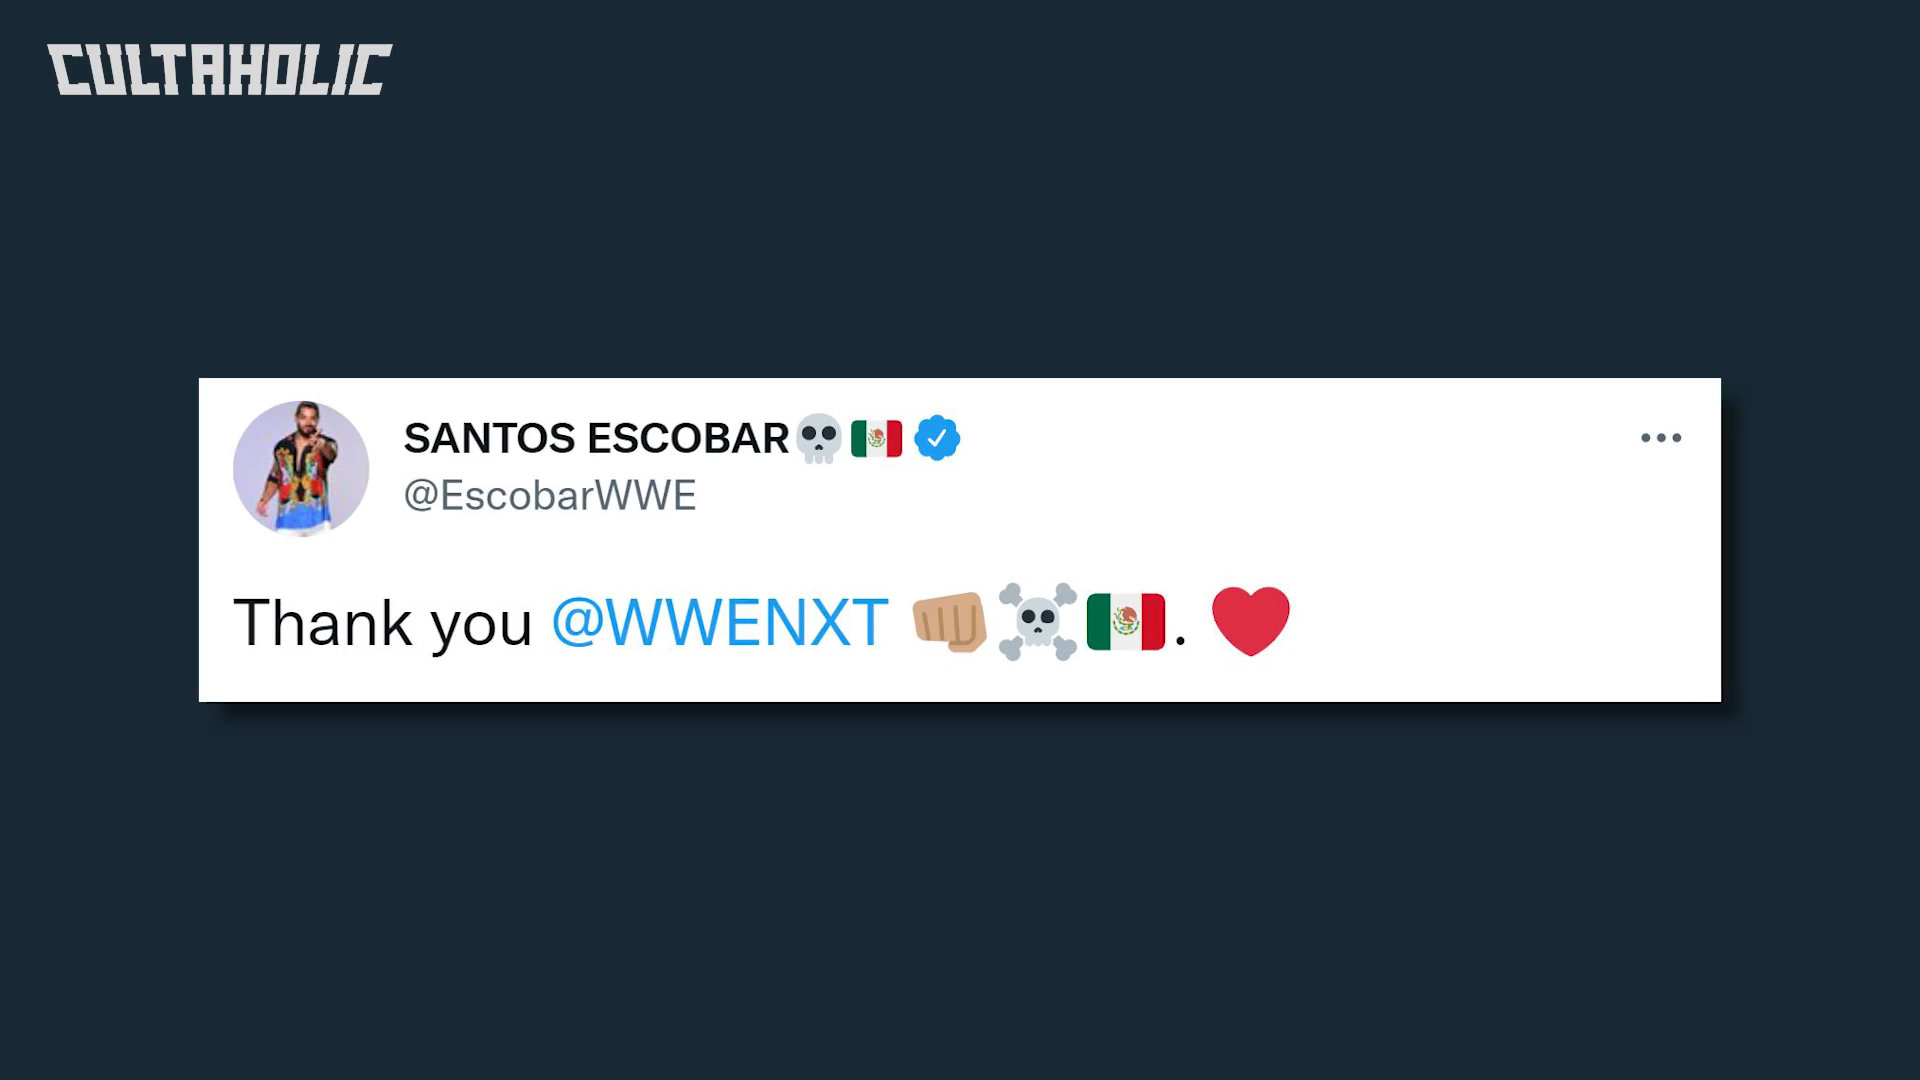 CULTAHOLIC
SANTOS ESCOBAR💀🇲🇽
@EscobarWWE
Thank you @WWENXT 👊🏼☠️🇲🇽. ❤️